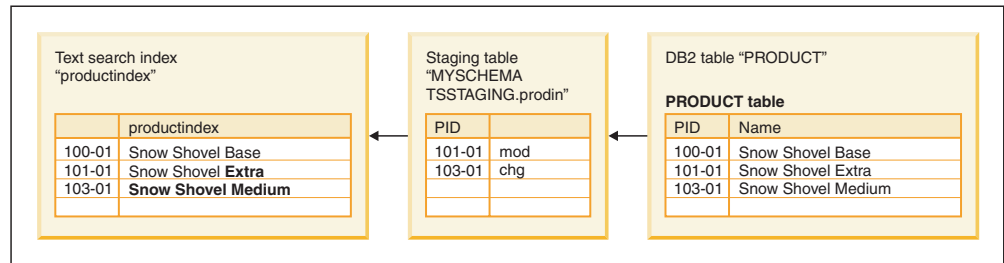 Text search index
“productindex”
productindex
100-01 Snow Shovel Base
101-01 Snow Shovel Extra
103-01 Snow Shovel Medium
Staging table
“MYSCHEMA
TSSTAGING.prodin”
PID
101-01 mod
103-01 chg
DB2 table “PRODUCT”
PRODUCT table
PID Name
100-01 Snow Shovel Base
101-01 Snow Shovel Extra
103-01 Snow Shovel Medium